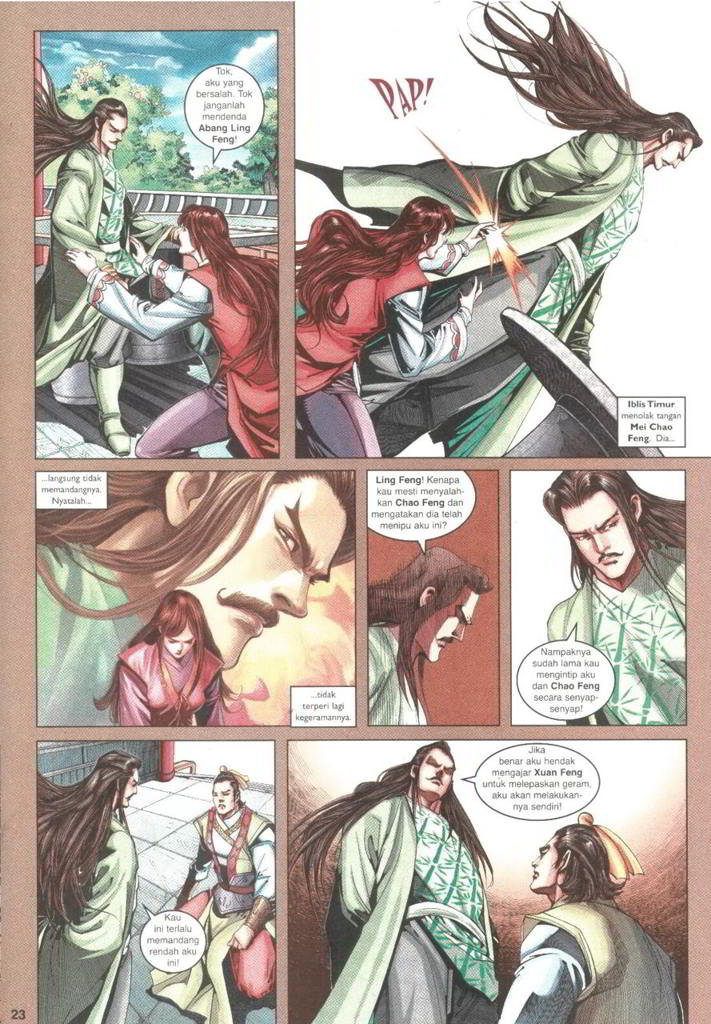 Tok,
aku yang
bersalah. Tok
janganlah
mendenda
Abang Ling
Feng!
PAP!
Iblis Timur
menolak tangan
Mei Chao
Feng. Dia...
...langsung tidak
memandangnya.
Nyatalah...
...tidak
terperi lagi
kegeramannya.
Ling Feng! Kenapa
kau mesti menyalah-
kan Chao Feng dan
mengatakan dia telah
menipu aku ini?
Nampaknya
sudah lama kau
mengintip aku
dan Chao Feng
secara senyap-
senyap!
Kau
ini terlalu
memandang
rendah aku
ini!
Jika
benar aku hendak
mengajar Xuan Feng
untuk melepaskan geram,
aku akan melakukan-
nya sendiri!
23